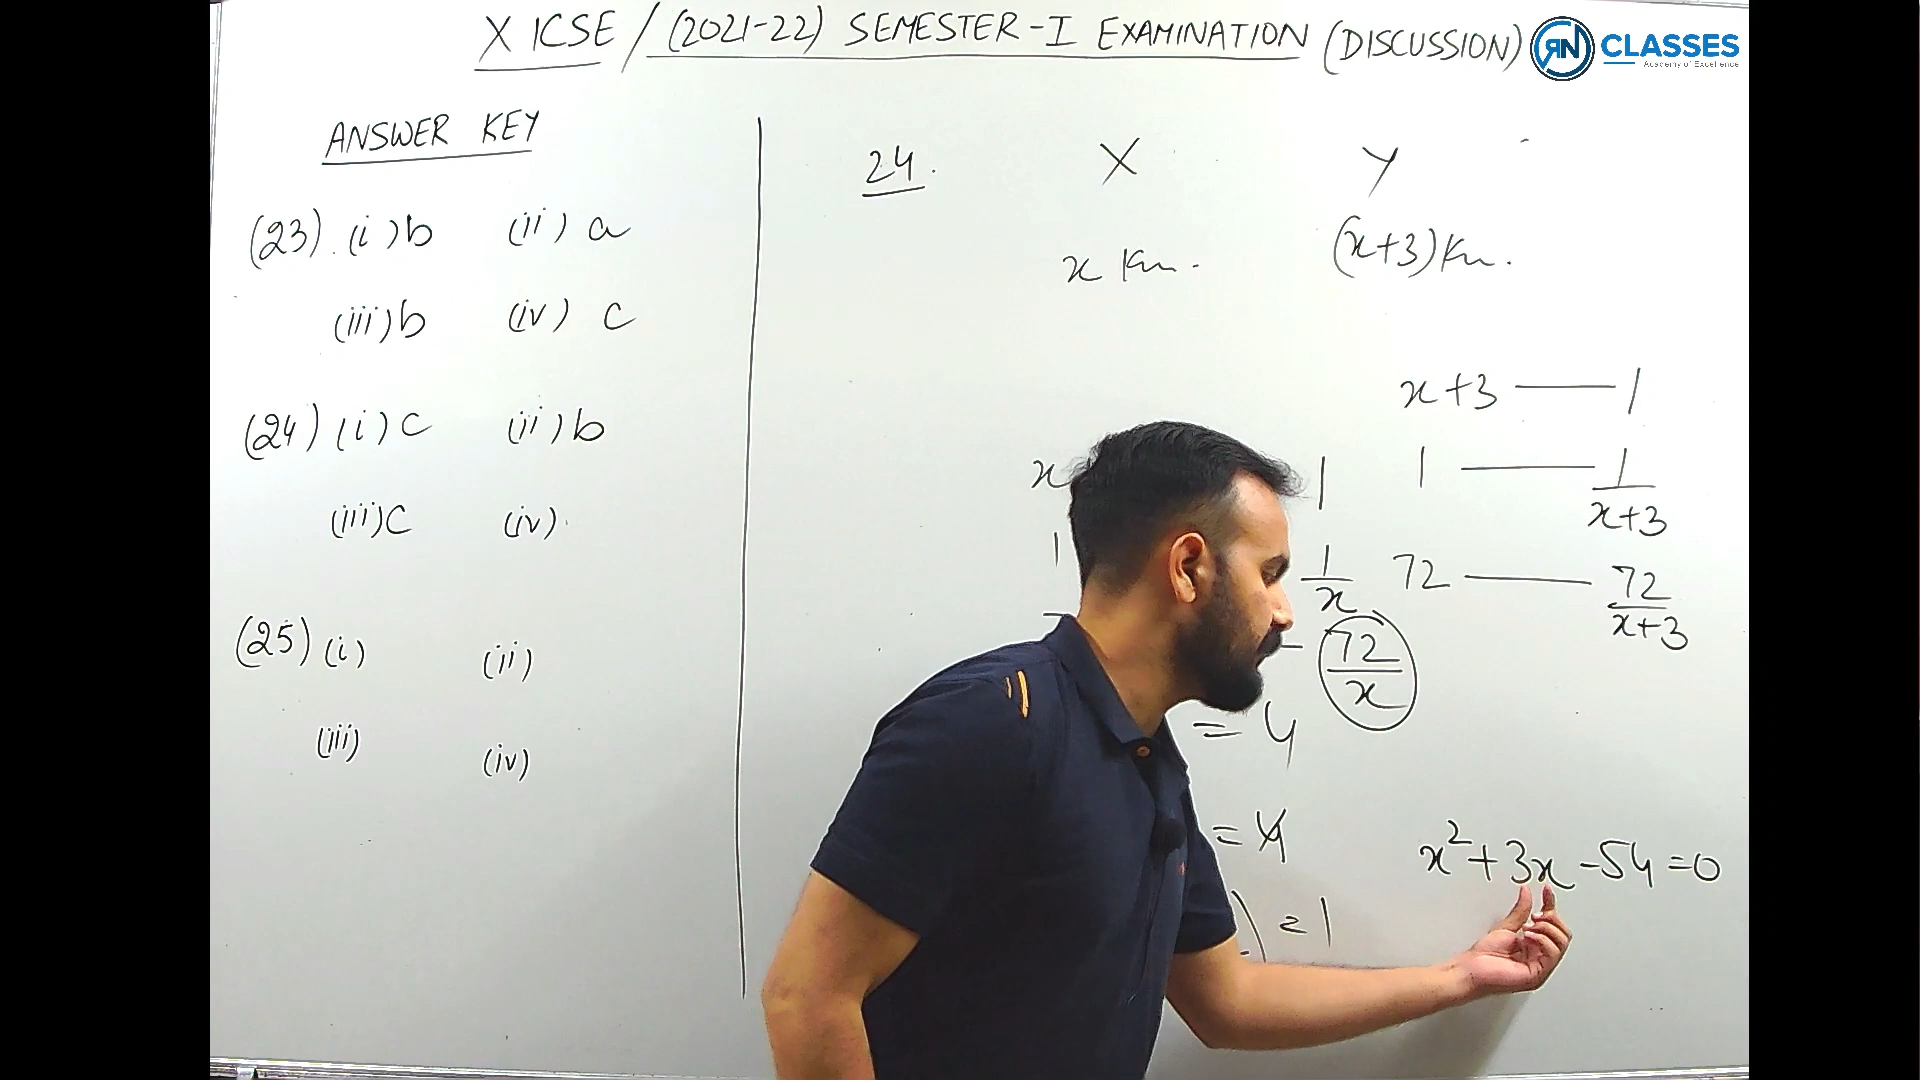 X ICSE / (2021-22) SEMESTER-I EXAMINATION (DISCUSSION)
RN CLASSES
Academy of Excellence
ANSWER KEY
(23). (i) b (ii) a
(iii) b (iv) c
(24) (i) c (ii) b
(iii) c (iv).
(25) (i) (ii)
(iii) (iv)
24. X Y
x Km. (x+3) Km.
x+3 — 1
1 — 1/(x+3)
72 — 72/(x+3)
x 1
1 1/x
— 72/x
= 4
= 4
) = 1
x² + 3x - 54 = 0